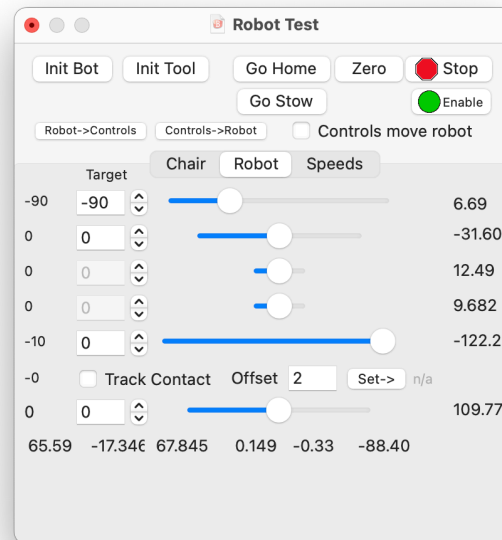 Robot Test
Init Bot Init Tool Go Home Zero Stop
Go Stow Enable
Robot->Controls Controls->Robot Controls move robot
Chair Robot Speeds
Target
-90 -90 6.69
0 0 -31.60
0 0 12.49
0 0 9.682
-10 0 -122.2
-0 Track Contact Offset 2 Set-> n/a
0 0 109.77
65.59 -17.346 67.845 0.149 -0.33 -88.40